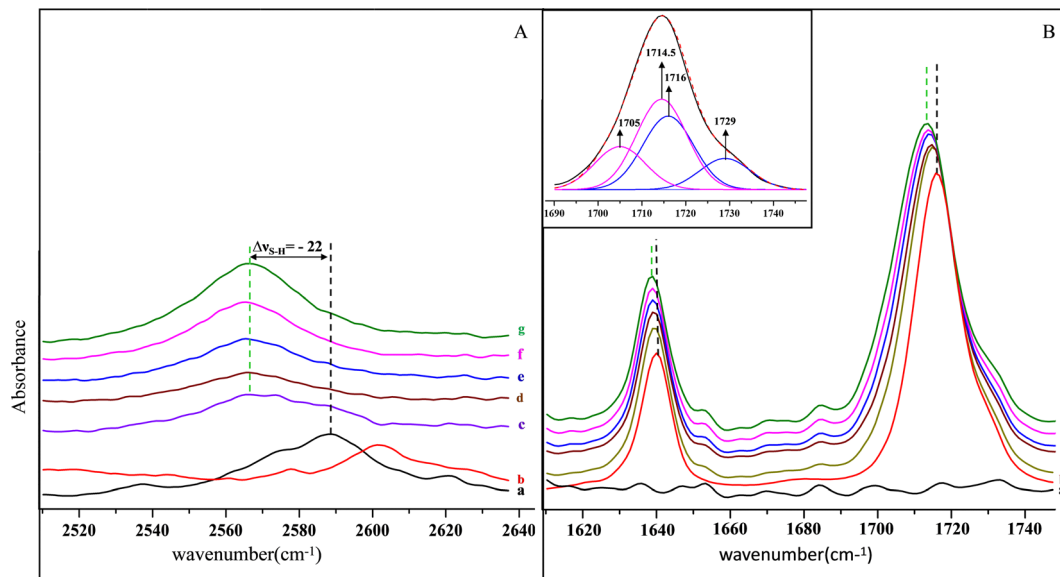 A
B
1714.5
1716
1705
1729
1690 1700 1710 1720 1730 1740
Δν S-H = - 22
Absorbance
g
f
e
d
c
b
a
2520 2540 2560 2580 2600 2620 2640
wavenumber(cm-1)
1620 1640 1660 1680 1700 1720 1740
wavenumber(cm-1)